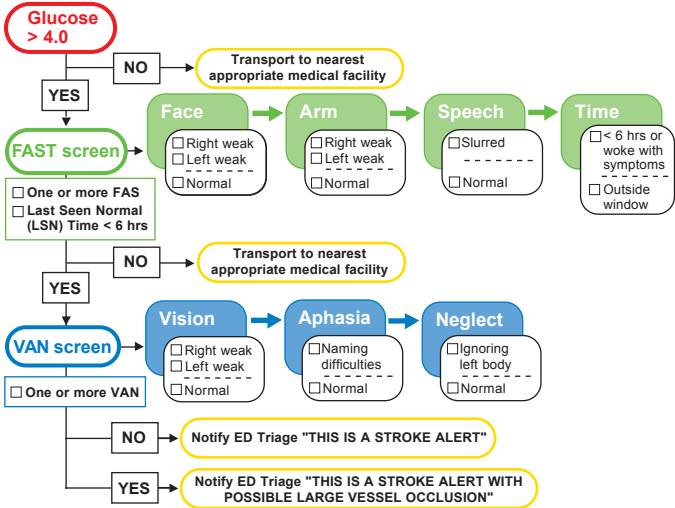 Glucose
> 4.0
NO
Transport to nearest
appropriate medical facility
YES
FAST screen
Face
☐ Right weak
☐ Left weak
☐ Normal
Arm
☐ Right weak
☐ Left weak
☐ Normal
Speech
☐ Slurred
☐ Normal
Time
☐ < 6 hrs or
woke with
symptoms
☐ Outside
window
☐ One or more FAS
☐ Last Seen Normal
(LSN) Time < 6 hrs
NO
Transport to nearest
appropriate medical facility
YES
VAN screen
Vision
☐ Right weak
☐ Left weak
☐ Normal
Aphasia
☐ Naming
difficulties
☐ Normal
Neglect
☐ Ignoring
left body
☐ Normal
☐ One or more VAN
NO
Notify ED Triage "THIS IS A STROKE ALERT"
YES
Notify ED Triage "THIS IS A STROKE ALERT WITH
POSSIBLE LARGE VESSEL OCCLUSION"